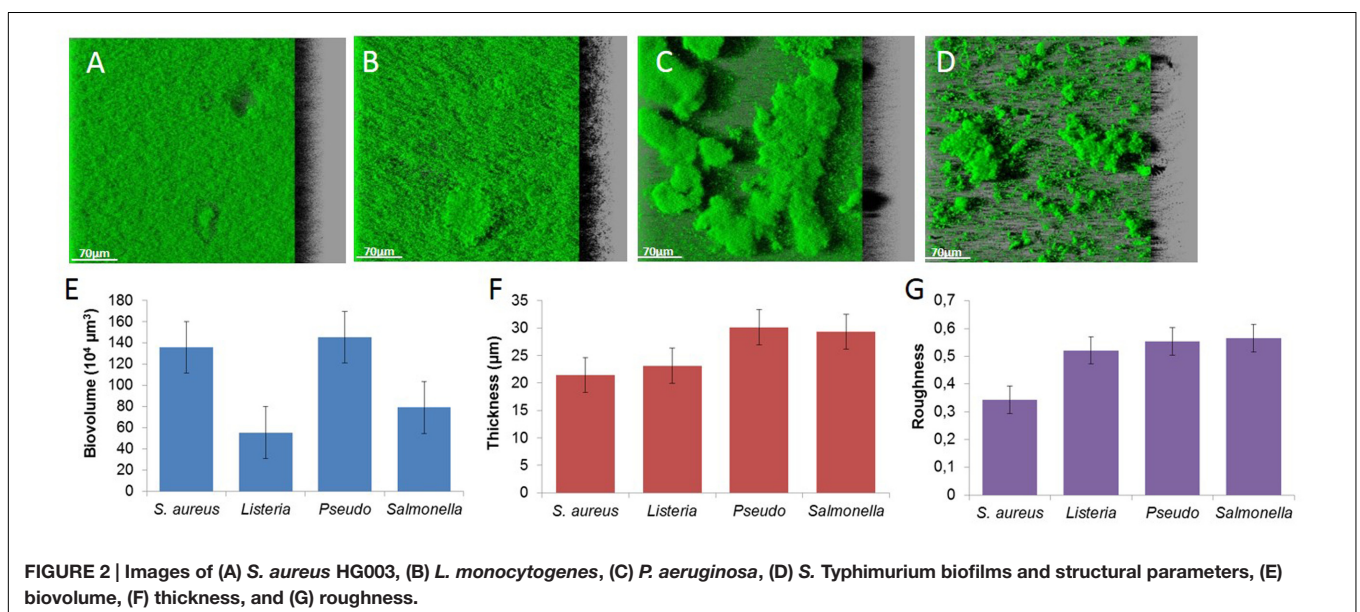 A
B
C
D
70µm
70µm
70µm
70µm
E
F
G
Biovolume (10⁴ µm³)
180
160
140
120
100
80
60
40
20
0
S. aureus Listeria Pseudo Salmonella
Thickness (µm)
35
30
25
20
15
10
5
0
S. aureus Listeria Pseudo Salmonella
Roughness
0,7
0,6
0,5
0,4
0,3
0,2
0,1
0
S. aureus Listeria Pseudo Salmonella
FIGURE 2 | Images of (A) S. aureus HG003, (B) L. monocytogenes, (C) P. aeruginosa, (D) S. Typhimurium biofilms and structural parameters, (E)
biovolume, (F) thickness, and (G) roughness.